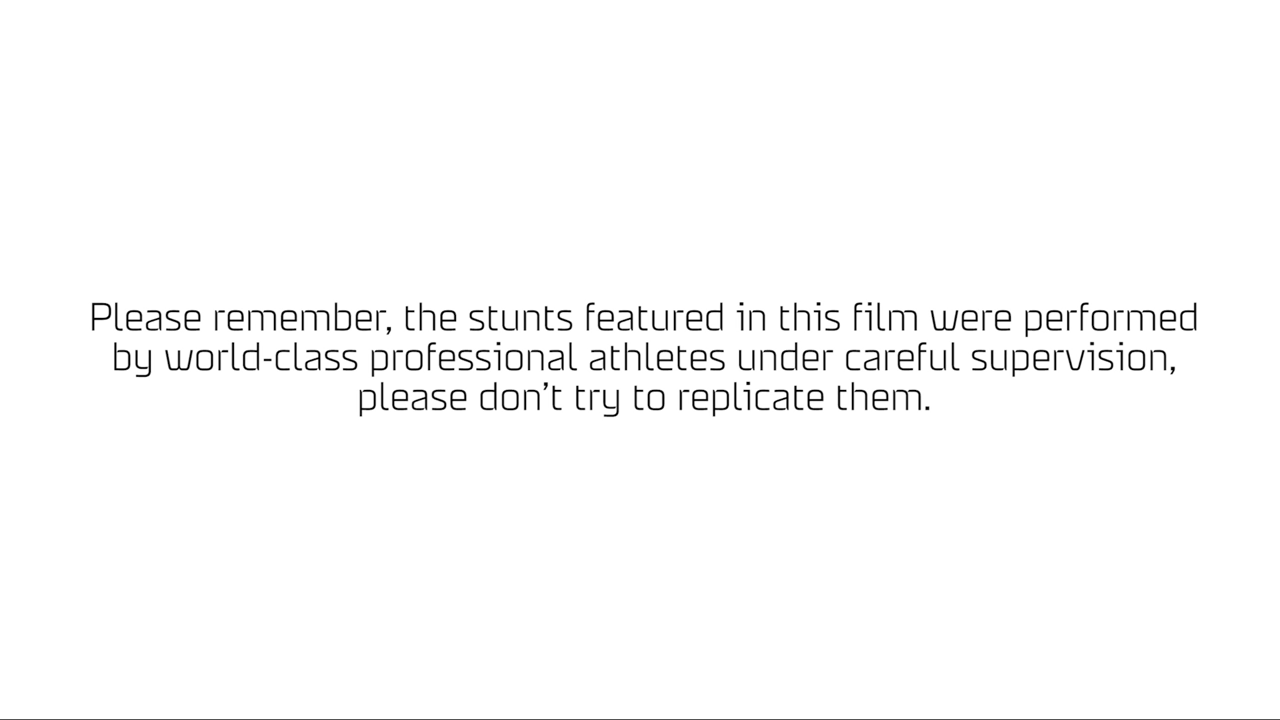 Please remember, the stunts featured in this film were performed
by world-class professional athletes under careful supervision,
please don’t try to replicate them.